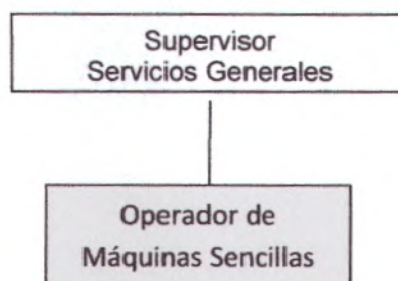 Supervisor
Servicios Generales
Operador de
Máquinas Sencillas